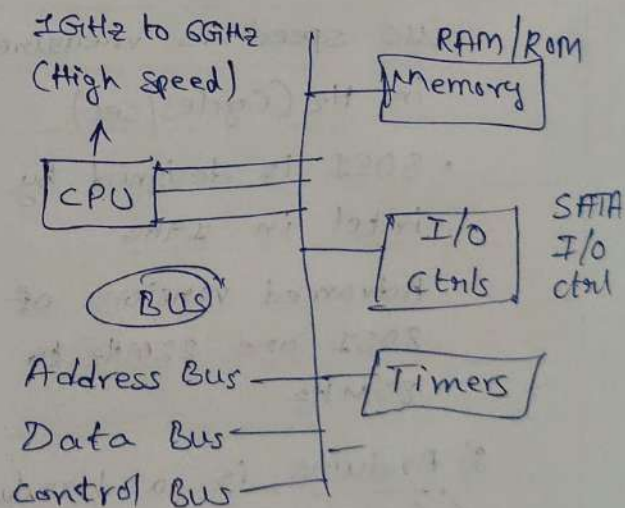 1GHz to 6GHz
(High speed)
CPU
BUS
Address Bus
Data Bus
Control Bus
RAM/ROM
Memory
I/O
Ctrls
SATA
I/O
ctrl
Timers